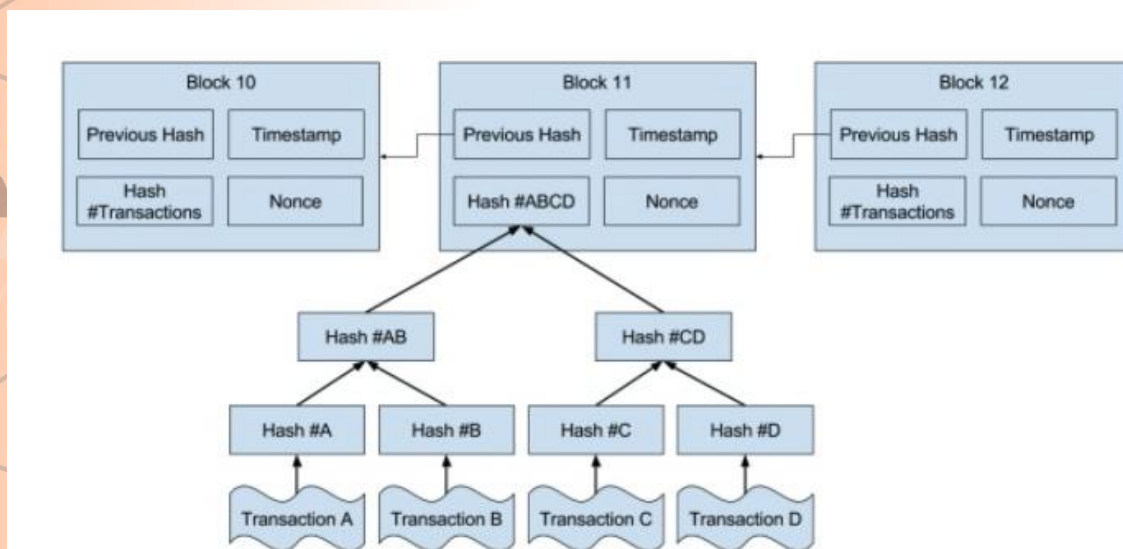 Block 10
Block 11
Block 12
Previous Hash
Timestamp
Previous Hash
Timestamp
Previous Hash
Timestamp
Hash
#Transactions
Nonce
Hash #ABCD
Nonce
Hash
#Transactions
Nonce
Hash #AB
Hash #CD
Hash #A
Hash #B
Hash #C
Hash #D
Transaction A
Transaction B
Transaction C
Transaction D